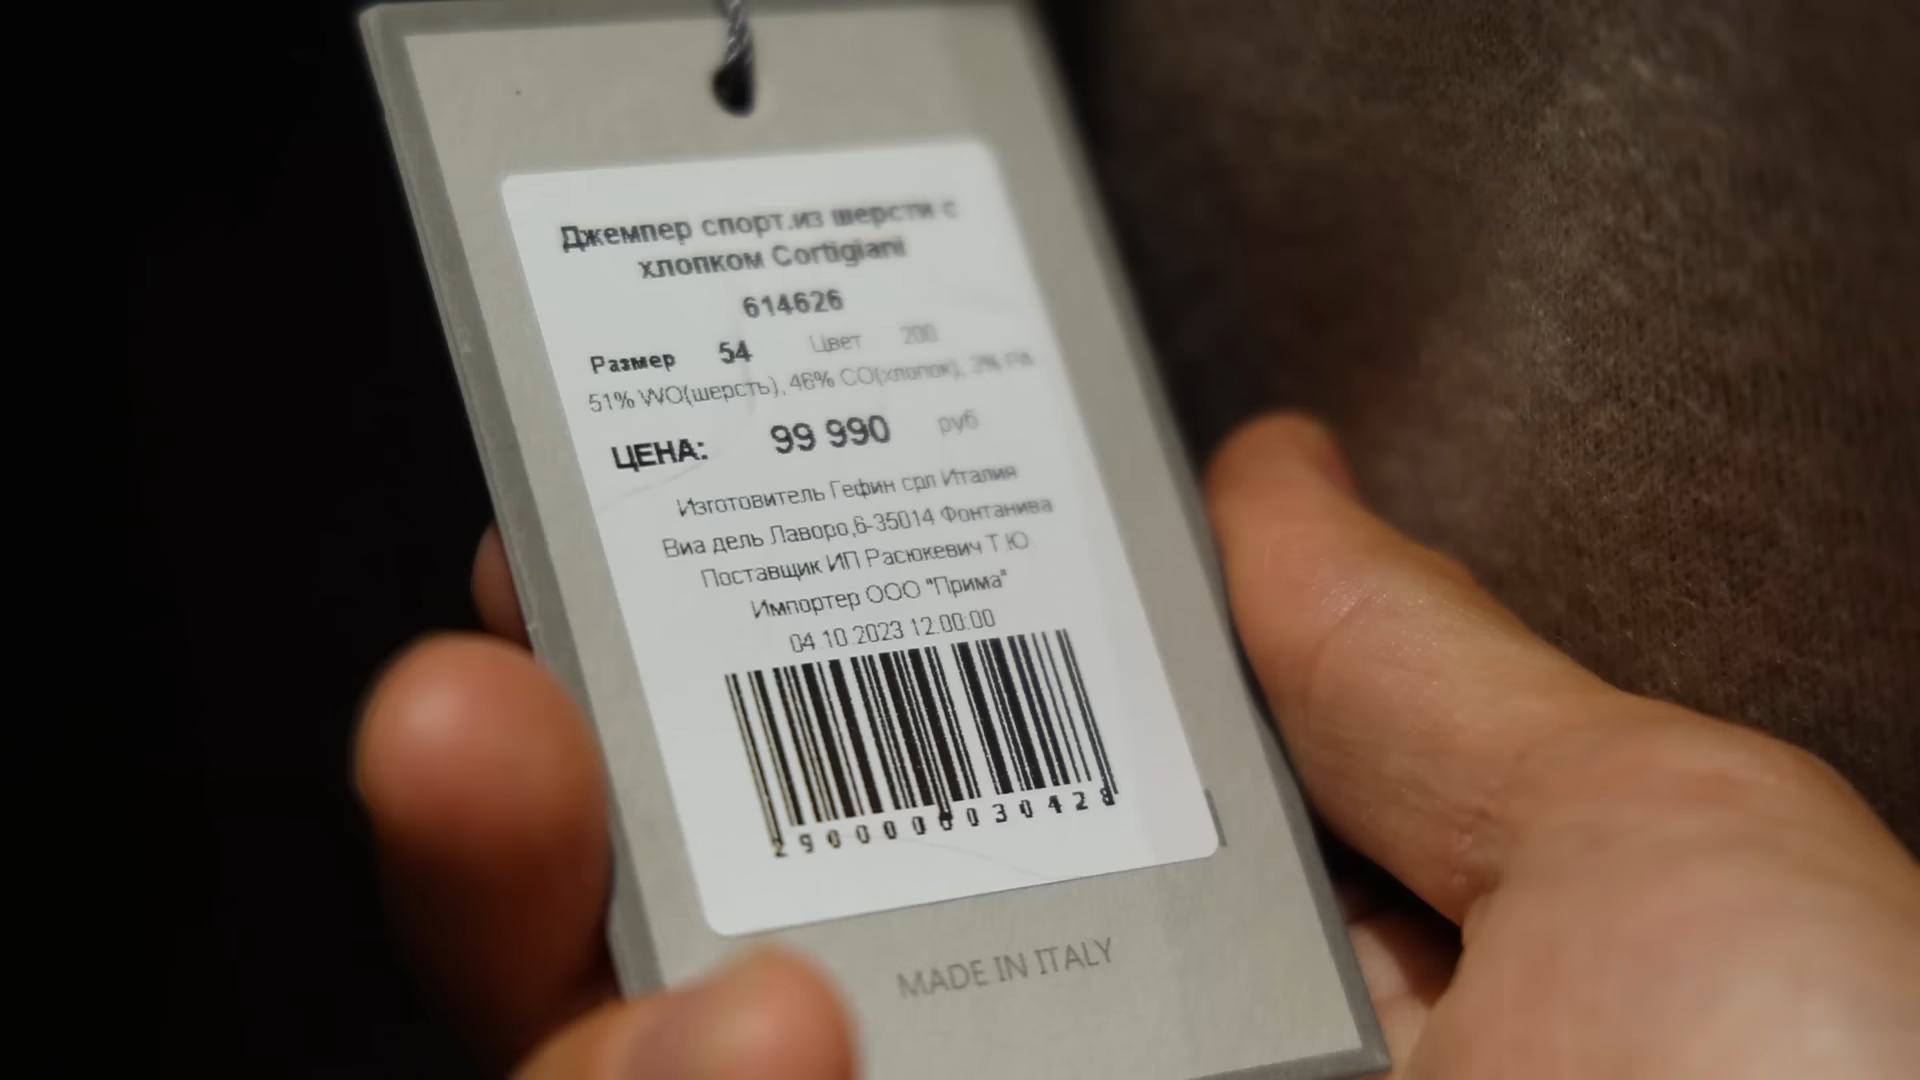 Джемпер спорт.из шерсти с
хлопком Cortigiani
614626
Размер 54 Цвет 200
51% WO(шерсть), 46% CO(хлопок), 3% PA
ЦЕНА: 99 990 руб
Изготовитель Гефин срл Италия
Виа дель Лаворо,6-35014 Фонтанива
Поставщик ИП Расюкевич Т.Ю.
Импортер ООО "Прима"
04.10.2023 12:00:00
2900000030428
MADE IN ITALY